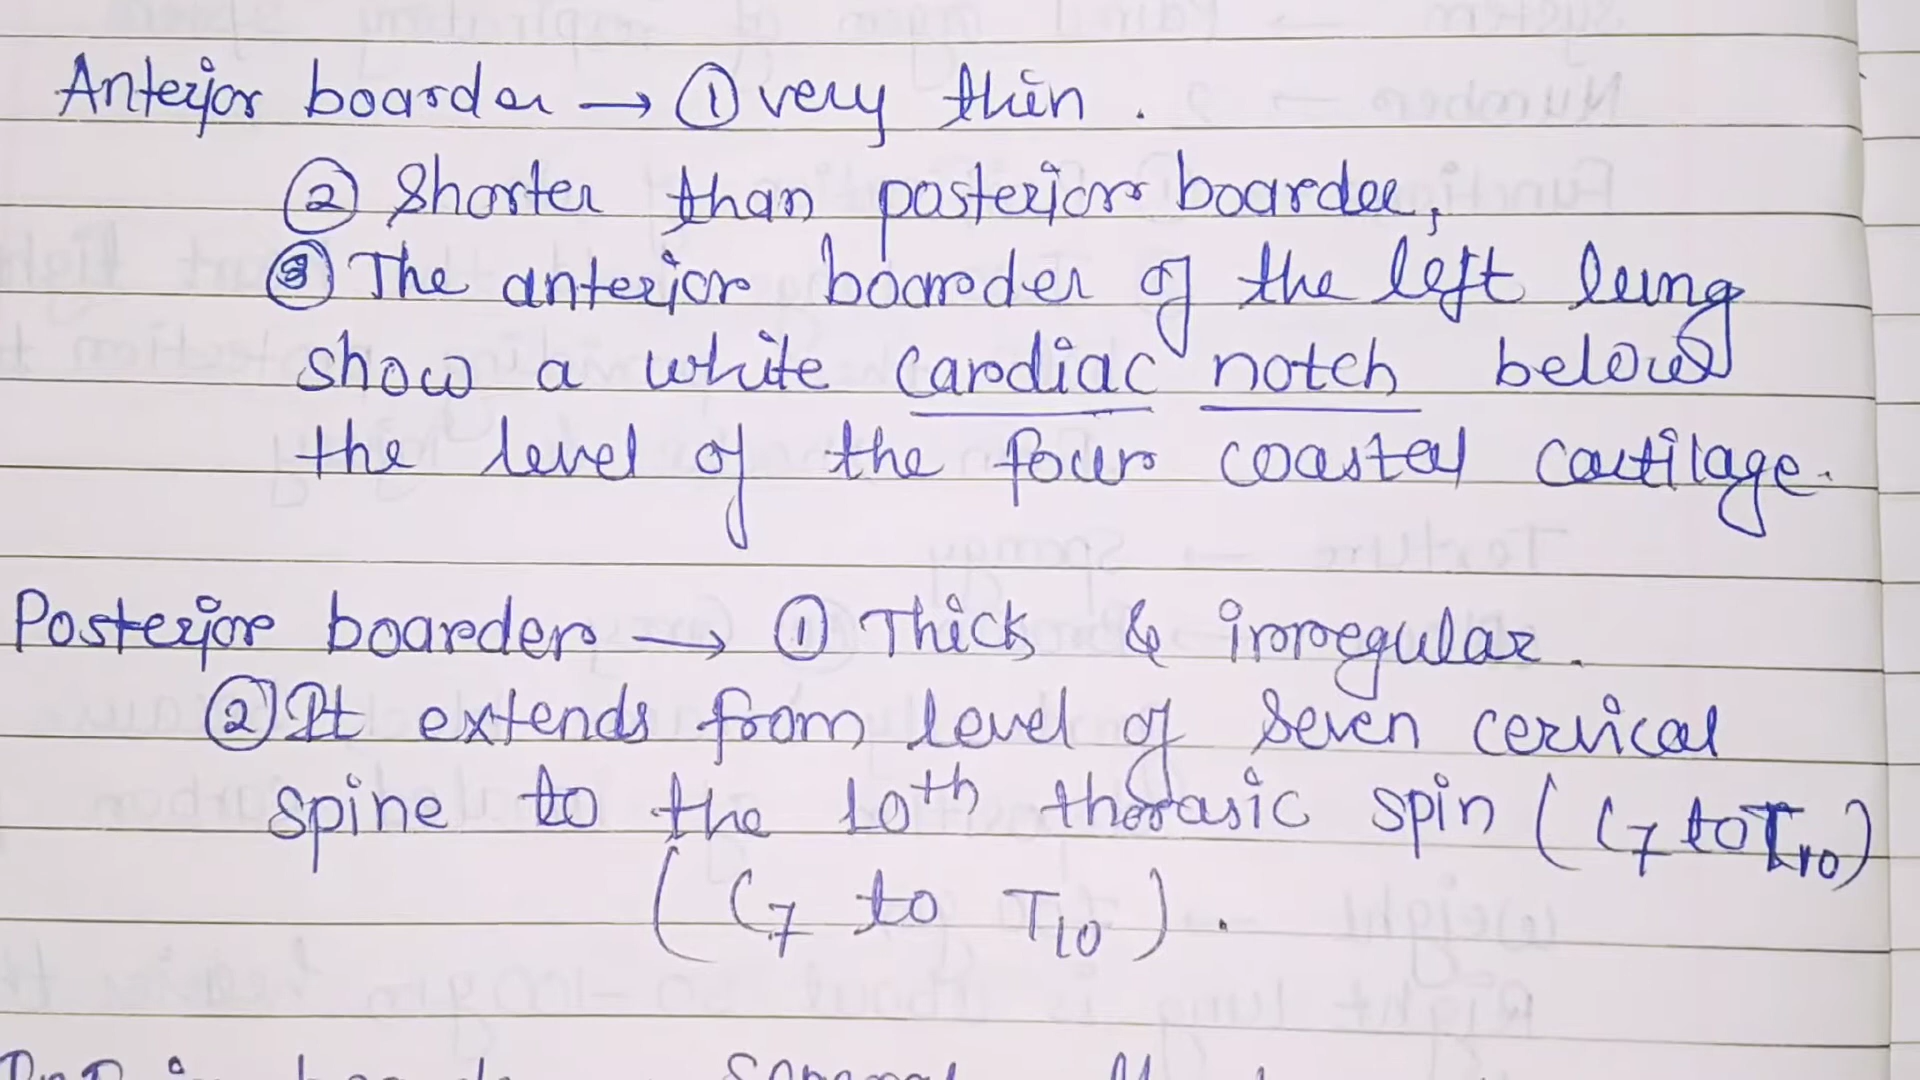 Anterior boarder → ① very thin.
② Shorter than posterior boarder,
③ The anterior boarder of the left lung
show a white cardiac notch below
the level of the four coastal cartilage.
Posterior boarder → ① Thick & irregular.
② It extends from level of seven cervical
spine to the 10th thorasic spin (C7 to T10)
(C7 to T10).